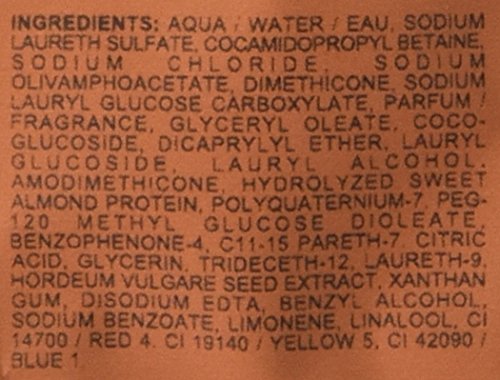 INGREDIENTS: AQUA / WATER / EAU, SODIUM
LAURETH SULFATE, COCAMIDOPROPYL BETAINE,
SODIUM CHLORIDE, SODIUM
OLIVAMPHOACETATE, DIMETHICONE, SODIUM
LAURYL GLUCOSE CARBOXYLATE, PARFUM /
FRAGRANCE, GLYCERYL OLEATE, COCO-
GLUCOSIDE, DICAPRYLYL ETHER, LAURYL
GLUCOSIDE, LAURYL ALCOHOL,
AMODIMETHICONE, HYDROLYZED SWEET
ALMOND PROTEIN, POLYQUATERNIUM-7, PEG-
120 METHYL GLUCOSE DIOLEATE,
BENZOPHENONE-4, C11-15 PARETH-7, CITRIC
ACID, GLYCERIN, TRIDECETH-12, LAURETH-9,
HORDEUM VULGARE SEED EXTRACT, XANTHAN
GUM, DISODIUM EDTA, BENZYL ALCOHOL,
SODIUM BENZOATE, LIMONENE, LINALOOL, CI
14700 / RED 4, CI 19140 / YELLOW 5, CI 42090 /
BLUE 1